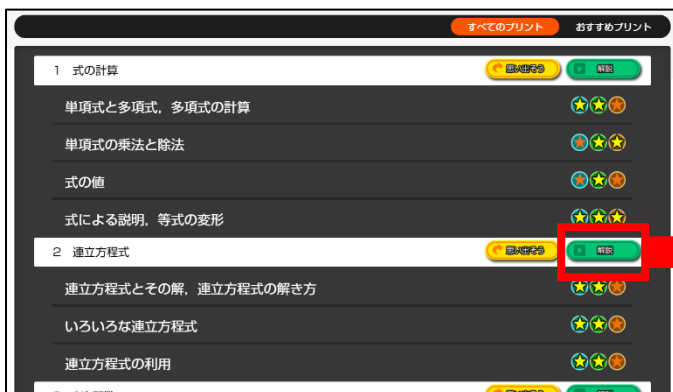 すべてのプリント おすすめプリント
1 式の計算 思い出そう 解説
単項式と多項式，多項式の計算
単項式の乗法と除法
式の値
式による説明，等式の変形
2 連立方程式 思い出そう 解説
連立方程式とその解，連立方程式の解き方
いろいろな連立方程式
連立方程式の利用